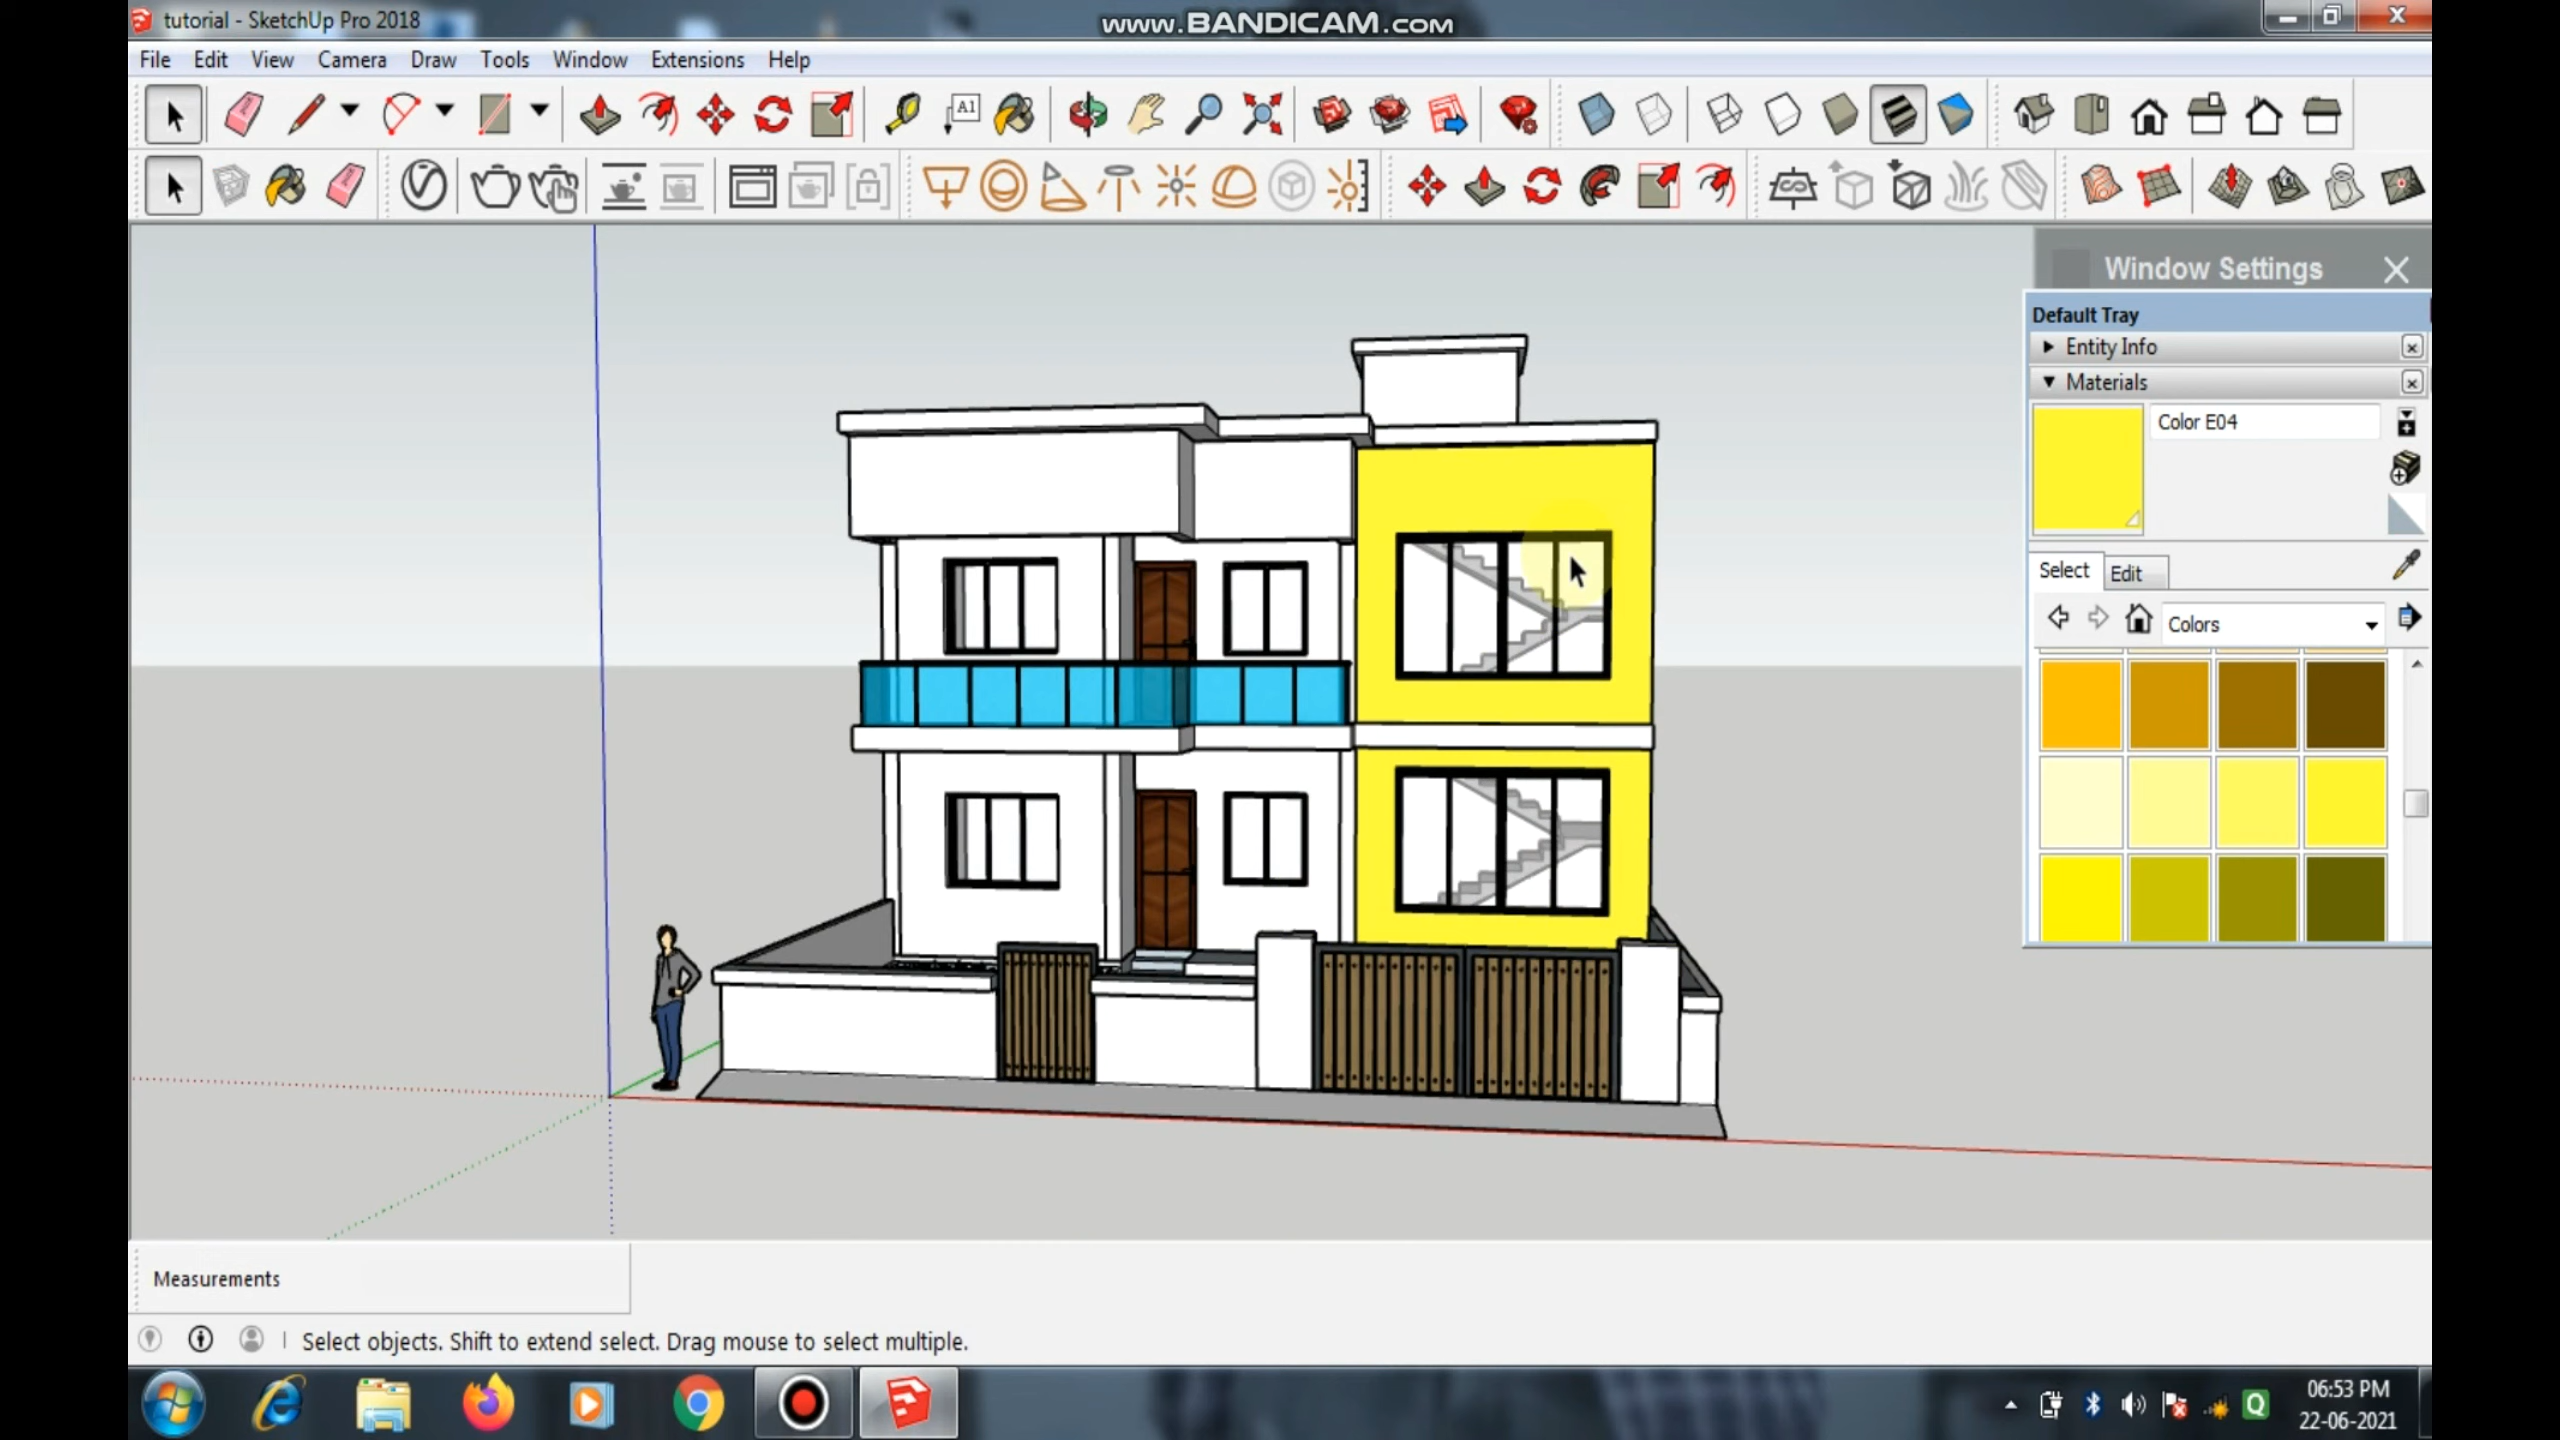 tutorial - SketchUp Pro 2018
www.BANDICAM.com
File Edit View Camera Draw Tools Window Extensions Help
A1
Window Settings
Default Tray
Entity Info
Materials
Color E04
Select Edit
Colors
Measurements
Select objects. Shift to extend select. Drag mouse to select multiple.
06:53 PM
22-06-2021